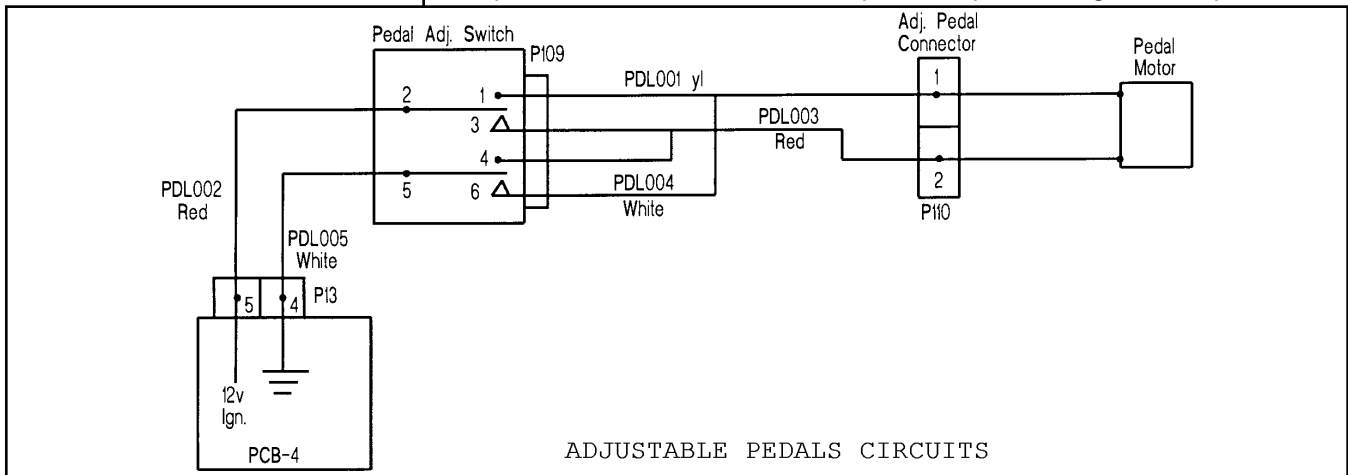 Pedal Adj. Switch
P109
Adj. Pedal
Connector
Pedal
Motor
PDL001 yl
1
2
1
3
PDL003
Red
4
5
6
PDL004
White
2
P110
PDL002
Red
PDL005
White
5
4
P13
12v
Ign.
PCB-4
ADJUSTABLE PEDALS CIRCUITS